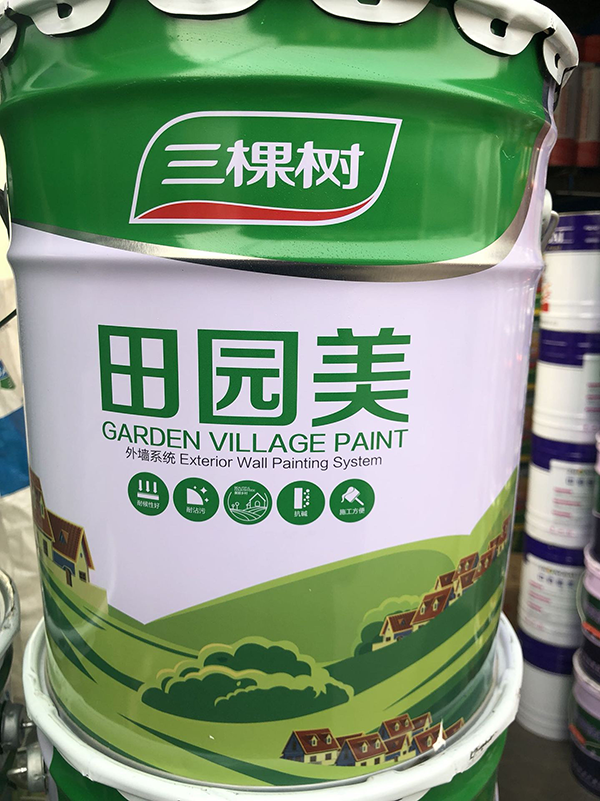 三棵树
田园美
GARDEN VILLAGE PAINT
外墙系统 Exterior Wall Painting System
耐候性好
耐沾污
抗碱
施工方便